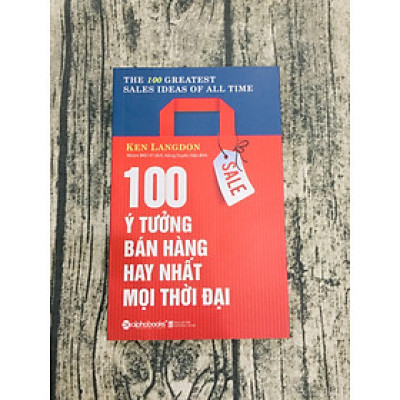 THE 100 GREATEST
SALES IDEAS OF ALL TIME
KEN LANGDON
SALE
100
Ý TƯỞNG
BÁN HÀNG
HAY NHẤT
MỌI THỜI ĐẠI
alphabooks